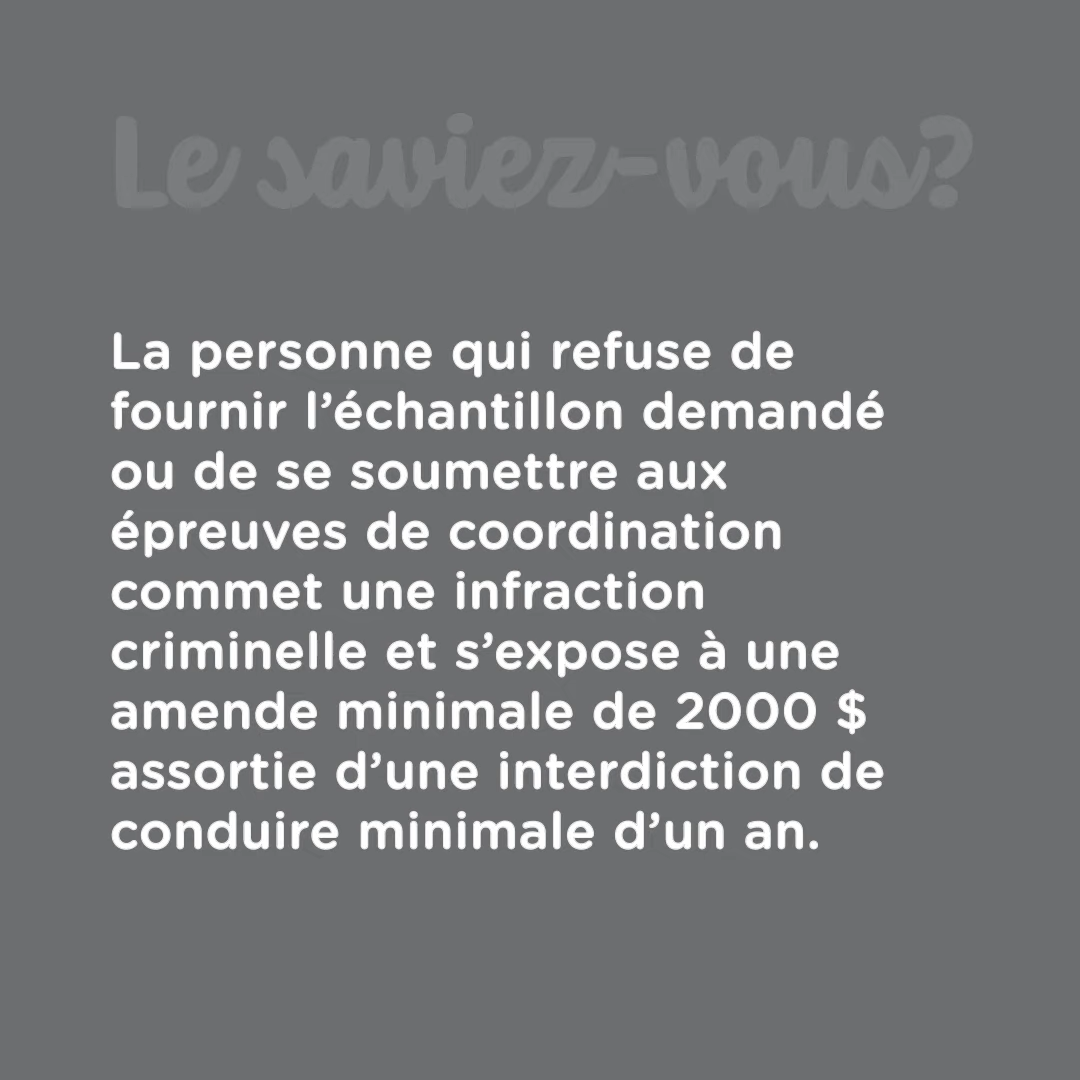 Le saviez-vous?
La personne qui refuse de
fournir l’échantillon demandé
ou de se soumettre aux
épreuves de coordination
commet une infraction
criminelle et s’expose à une
amende minimale de 2000 $
assortie d’une interdiction de
conduire minimale d’un an.